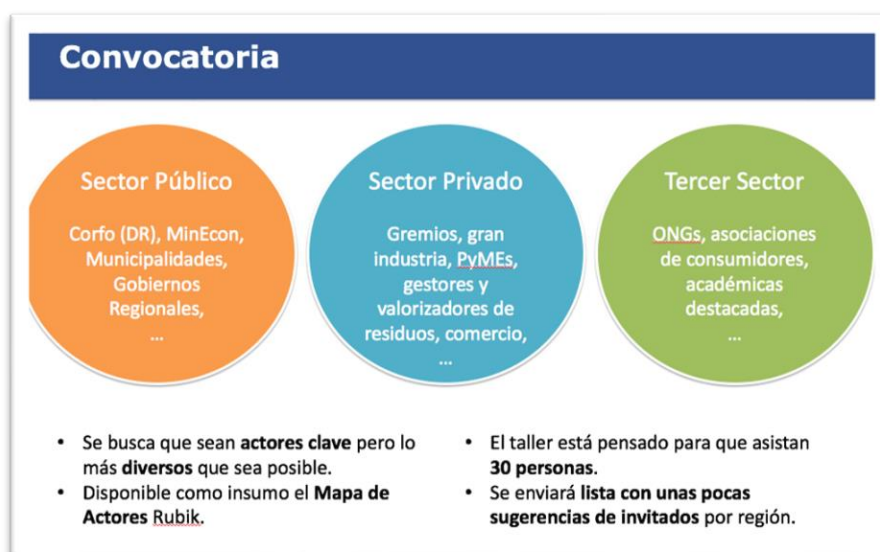 Convocatoria
Sector Público
Corfo (DR), MinEcon,
Municipalidades,
Gobiernos
Regionales,
...
Sector Privado
Gremios, gran
industria, PyMEs,
gestores y
valorizadores de
residuos, comercio,
...
Tercer Sector
ONGs, asociaciones
de consumidores,
académicas
destacadas,
...
• Se busca que sean actores clave pero lo
más diversos que sea posible.
• Disponible como insumo el Mapa de
Actores Rubik.
• El taller está pensado para que asistan
30 personas.
• Se enviará lista con unas pocas
sugerencias de invitados por región.